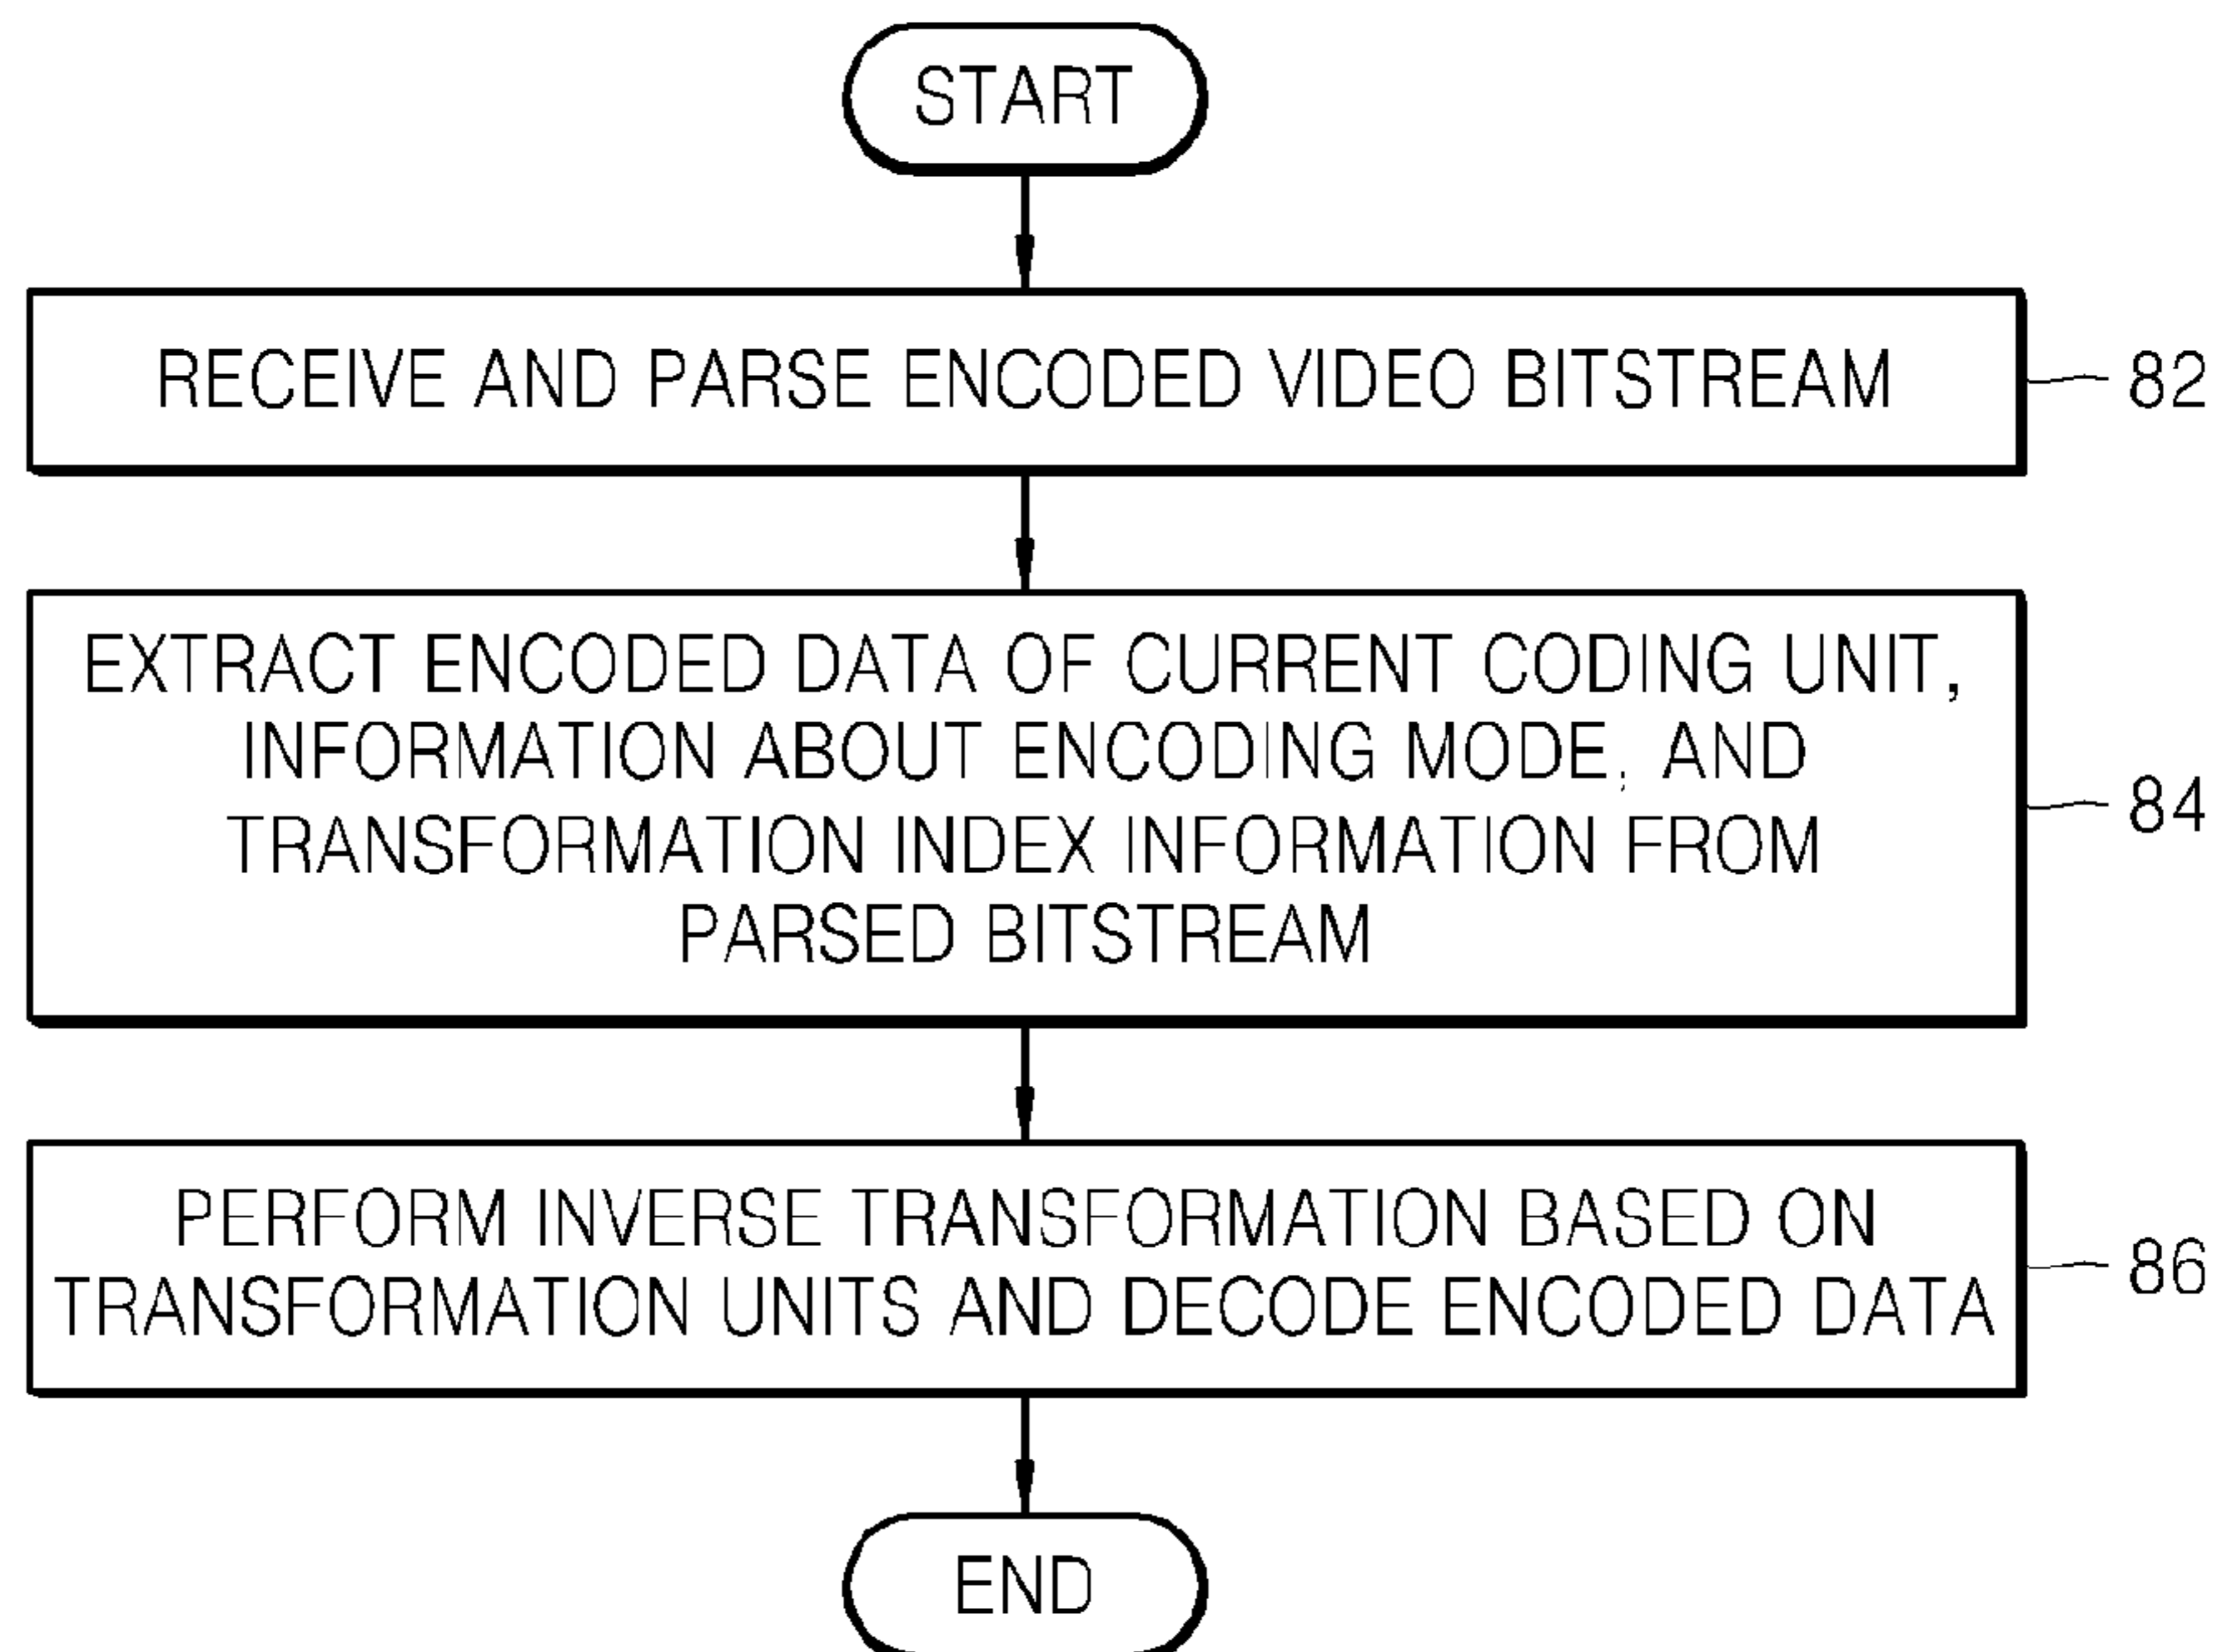 START
RECEIVE AND PARSE ENCODED VIDEO BITSTREAM
82
EXTRACT ENCODED DATA OF CURRENT CODING UNIT,
INFORMATION ABOUT ENCODING MODE, AND
TRANSFORMATION INDEX INFORMATION FROM
PARSED BITSTREAM
84
PERFORM INVERSE TRANSFORMATION BASED ON
TRANSFORMATION UNITS AND DECODE ENCODED DATA
86
END